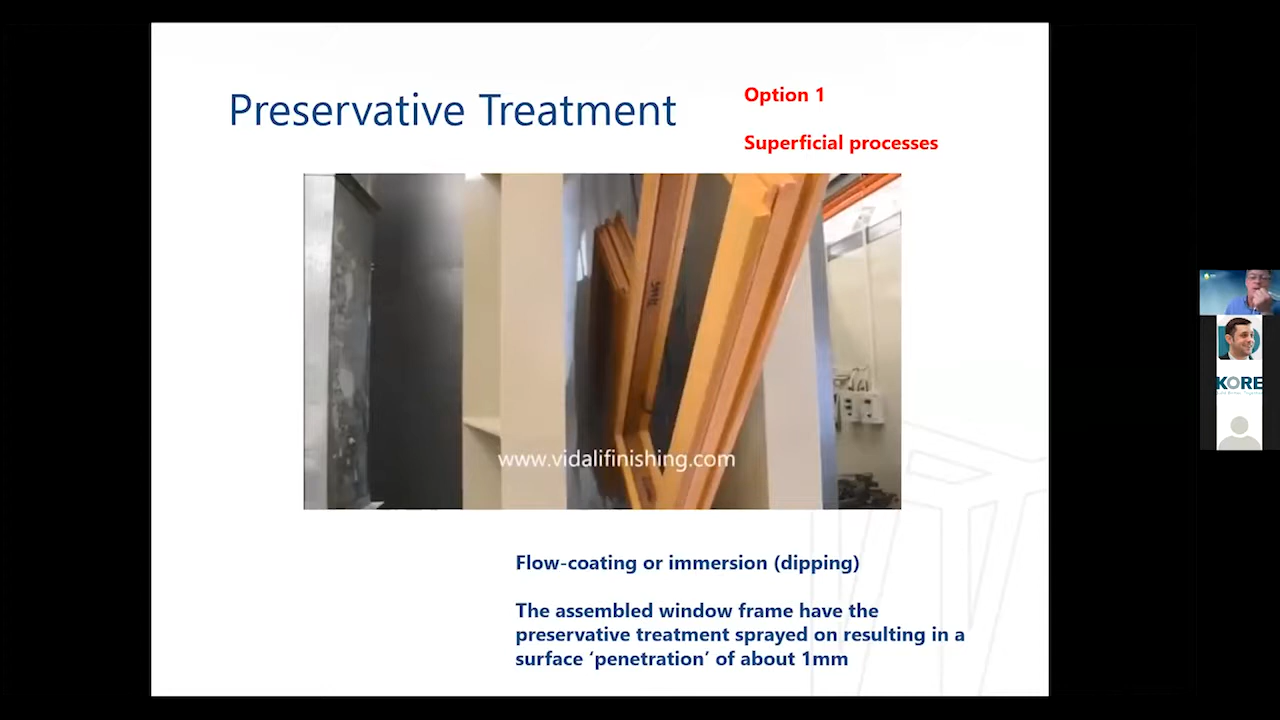 Preservative Treatment
Option 1
Superficial processes
www.vidalifinishing.com
Flow-coating or immersion (dipping)
The assembled window frame have the
preservative treatment sprayed on resulting in a
surface ‘penetration’ of about 1mm
KORE